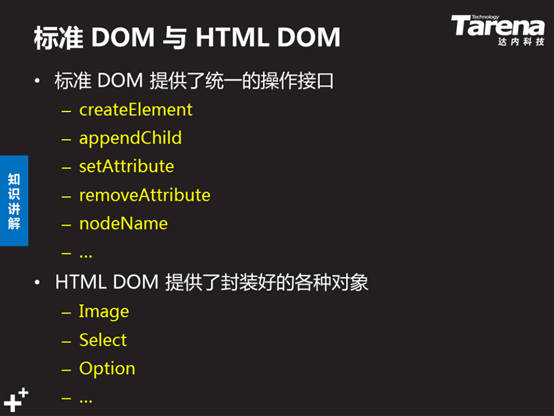 标准 DOM 与 HTML DOM
Technology
Tarena
达内科技
• 标准 DOM 提供了统一的操作接口
– createElement
– appendChild
– setAttribute
– removeAttribute
– nodeName
– ...
知识讲解
• HTML DOM 提供了封装好的各种对象
– Image
– Select
– Option
– ...